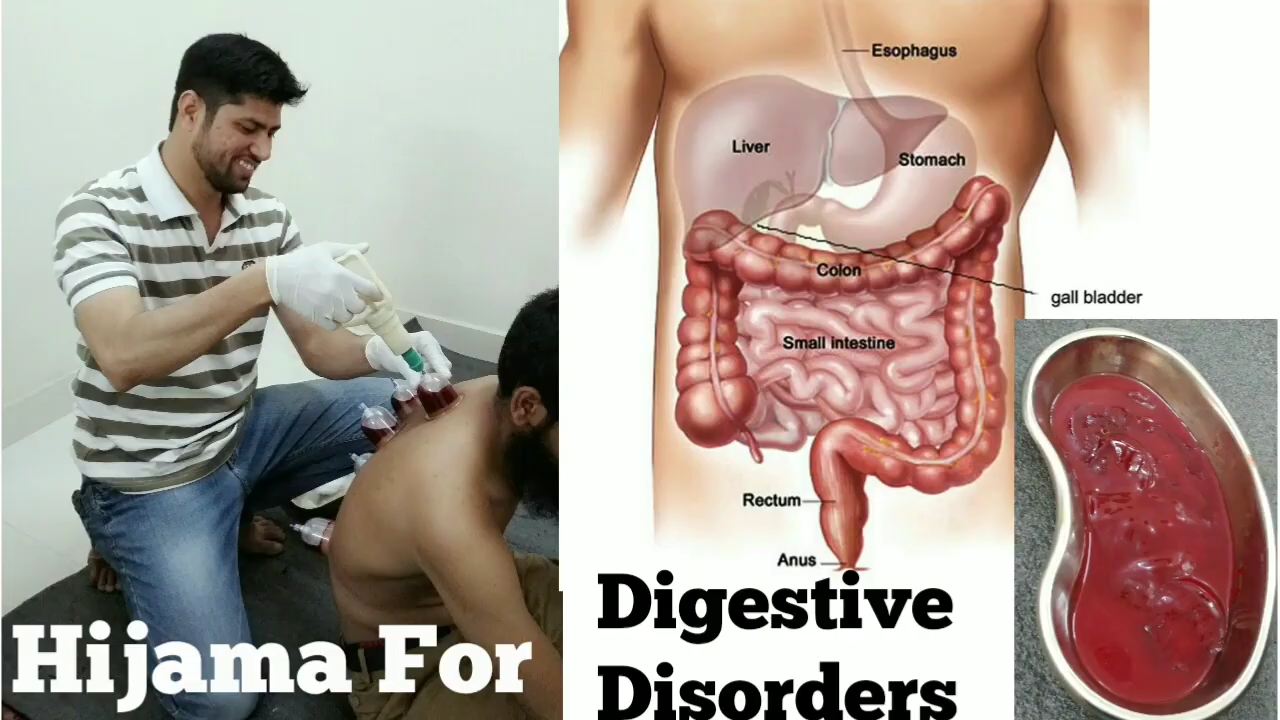 Hijama For
Esophagus
Liver
Stomach
Colon
gall bladder
Small intestine
Rectum
Anus
Digestive
Disorders